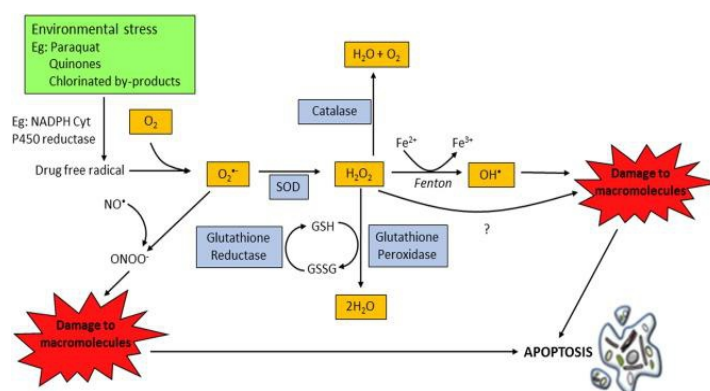 Environmental stress
Eg: Paraquat
Quinones
Chlorinated by-products
Eg: NADPH Cyt
P450 reductase
O₂
Drug free radical
O₂•-
SOD
H₂O₂
H₂O + O₂
Catalase
Fe²⁺
Fe³⁺
Fenton
OH•
Damage to
macromolecules
?
NO•
ONOO⁻
Glutathione
Reductase
GSH
GSSG
Glutathione
Peroxidase
2H₂O
Damage to
macromolecules
APOPTOSIS